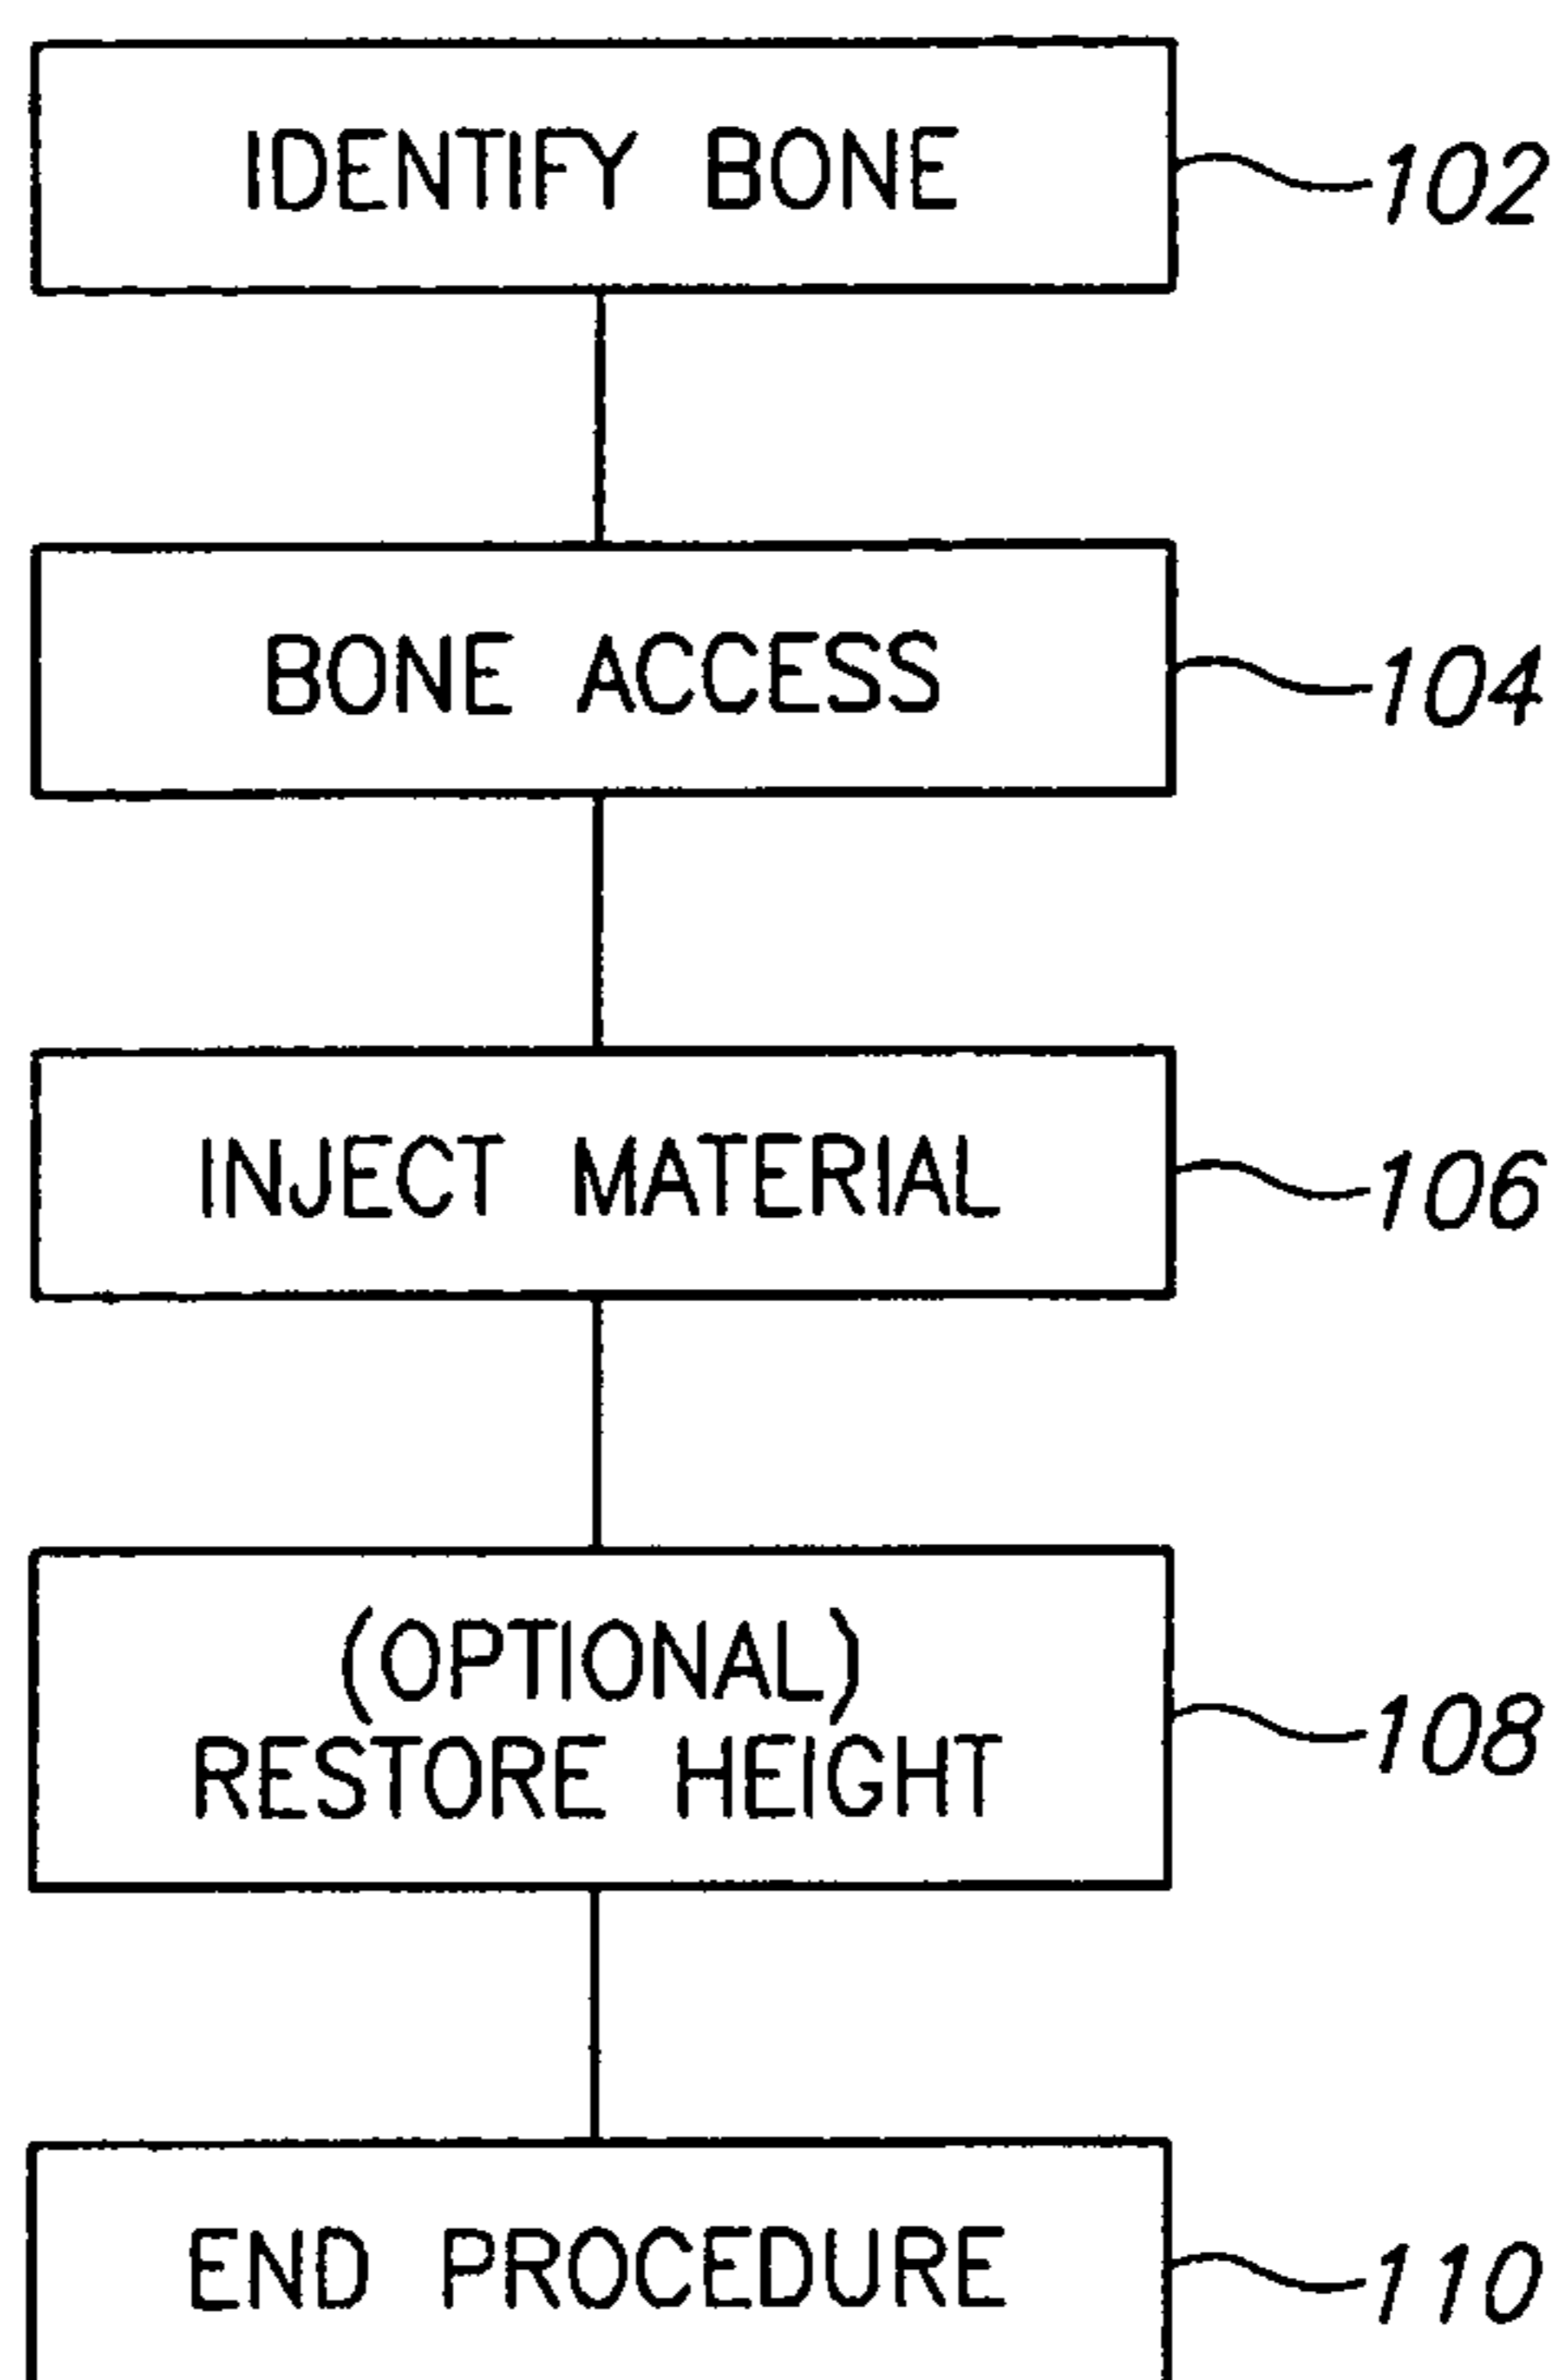 IDENTIFY BONE
102
BONE ACCESS
104
INJECT MATERIAL
106
(OPTIONAL)
RESTORE HEIGHT
108
END PROCEDURE
110